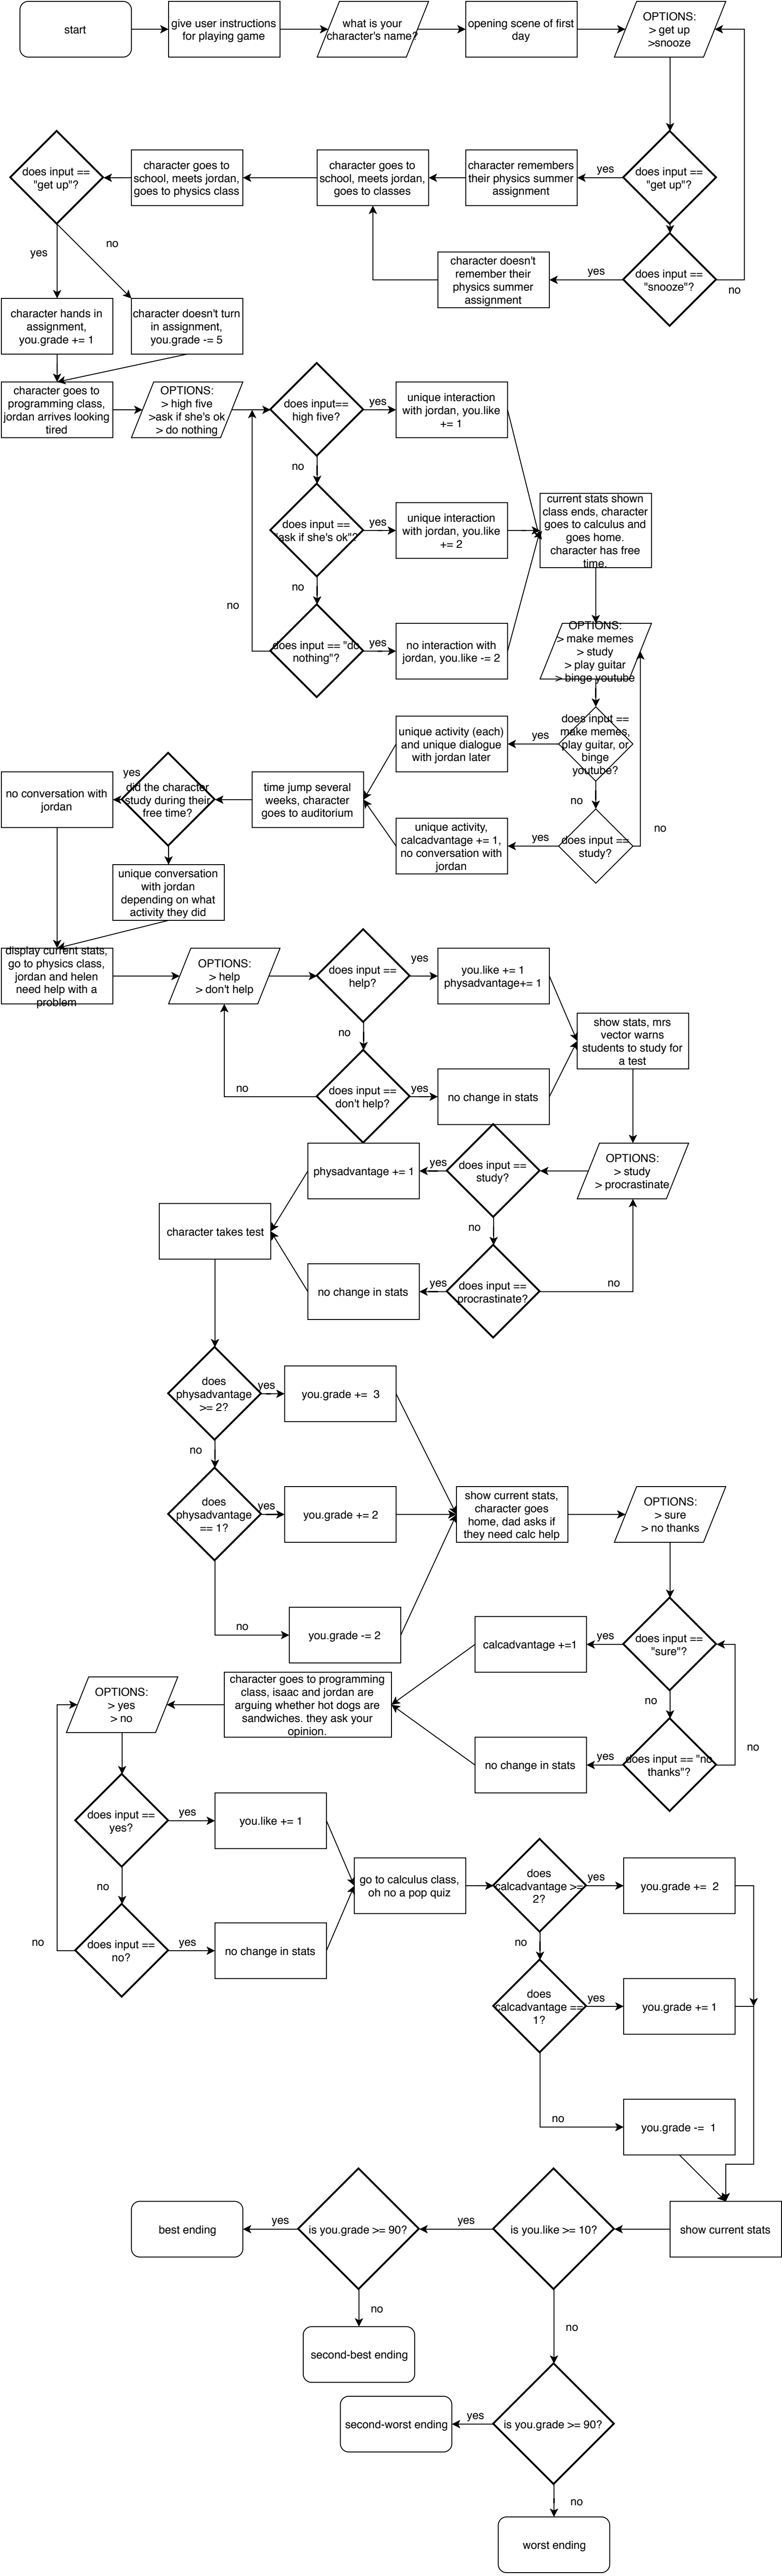 start
give user instructions
for playing game
what is your
character's name?
opening scene of first
day
OPTIONS:
> get up
>snooze
does input ==
"get up"?
yes
character remembers
their physics summer
assignment
character goes to
school, meets jordan,
goes to classes
character goes to
school, meets jordan,
goes to physics class
does input ==
"get up"?
does input ==
"snooze"?
yes
no
character doesn't
remember their
physics summer
assignment
yes
no
character hands in
assignment,
you.grade += 1
character doesn't turn
in assignment,
you.grade -= 5
character goes to
programming class,
jordan arrives looking
tired
OPTIONS:
> high five
>ask if she's ok
> do nothing
does input==
high five?
yes
unique interaction
with jordan, you.like
+= 1
no
does input ==
"ask if she's ok"?
yes
unique interaction
with jordan, you.like
+= 2
no
does input == "do
nothing"?
yes
no interaction with
jordan, you.like -= 2
no
current stats shown
class ends, character
goes to calculus and
goes home.
character has free
time.
OPTIONS:
> make memes
> study
> play guitar
> binge youtube
does input ==
make memes,
play guitar, or
binge
youtube?
yes
unique activity (each)
and unique dialogue
with jordan later
no
does input ==
study?
yes
no
unique activity,
calcadvantage += 1,
no conversation with
jordan
time jump several
weeks, character
goes to auditorium
did the character
study during their
free time?
yes
no conversation with
jordan
unique conversation
with jordan
depending on what
activity they did
display current stats,
go to physics class,
jordan and helen
need help with a
problem
OPTIONS:
> help
> don't help
does input ==
help?
yes
you.like += 1
physadvantage+= 1
no
does input ==
don't help?
yes
no change in stats
no
show stats, mrs
vector warns
students to study for
a test
OPTIONS:
> study
> procrastinate
does input ==
study?
yes
physadvantage += 1
no
does input ==
procrastinate?
yes
no change in stats
no
character takes test
does
physadvantage
>= 2?
yes
you.grade += 3
no
does
physadvantage
== 1?
yes
you.grade += 2
no
you.grade -= 2
show current stats,
character goes
home, dad asks if
they need calc help
OPTIONS:
> sure
> no thanks
does input ==
"sure"?
yes
calcadvantage +=1
no
does input == "no
thanks"?
yes
no change in stats
no
character goes to programming
class, isaac and jordan are
arguing whether hot dogs are
sandwiches. they ask your
opinion.
OPTIONS:
> yes
> no
does input ==
yes?
yes
you.like += 1
no
does input ==
no?
yes
no change in stats
no
go to calculus class,
oh no a pop quiz
does
calcadvantage >=
2?
yes
you.grade += 2
no
does
calcadvantage ==
1?
yes
you.grade += 1
no
you.grade -= 1
show current stats
is you.like >= 10?
yes
is you.grade >= 90?
yes
best ending
no
second-best ending
no
is you.grade >= 90?
yes
second-worst ending
no
worst ending